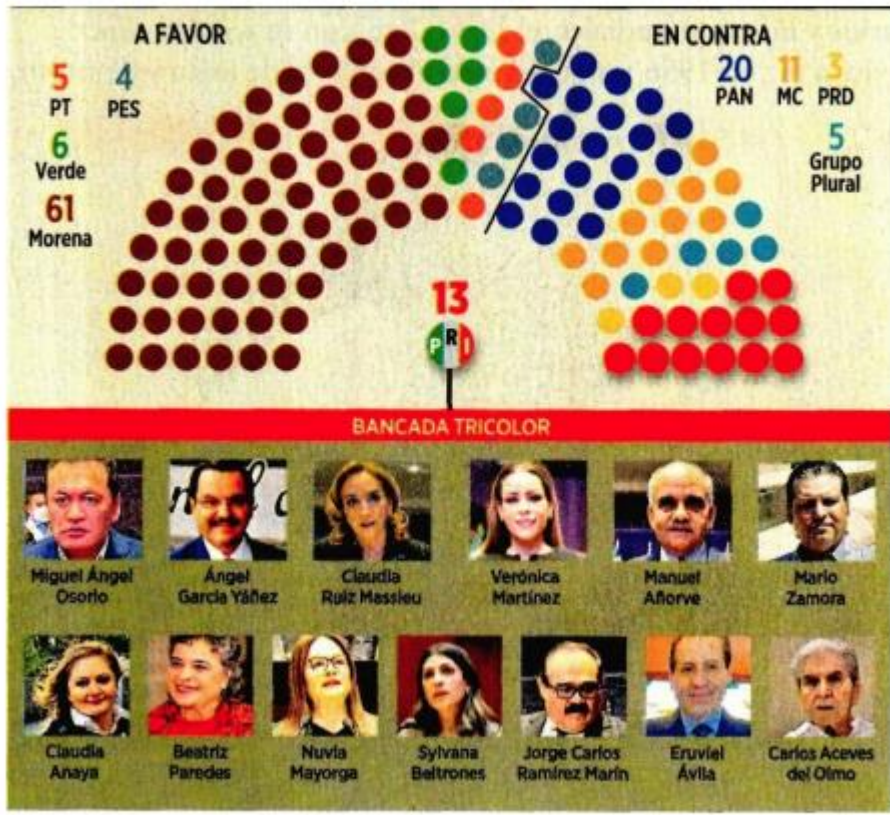 A FAVOR
5
PT
4
PES
6
Verde
61
Morena
EN CONTRA
20
PAN
11
MC
3
PRD
5
Grupo
Plural
13
PRI
BANCADA TRICOLOR
Miguel Ángel
Osorio
Ángel
García Yáñez
Claudia
Ruiz Massieu
Verónica
Martínez
Manuel
Añorve
Mario
Zamora
Claudia
Anaya
Beatriz
Paredes
Nuvia
Mayorga
Sylvana
Beltrones
Jorge Carlos
Ramírez Marín
Eruviel
Ávila
Carlos Aceves
del Olmo